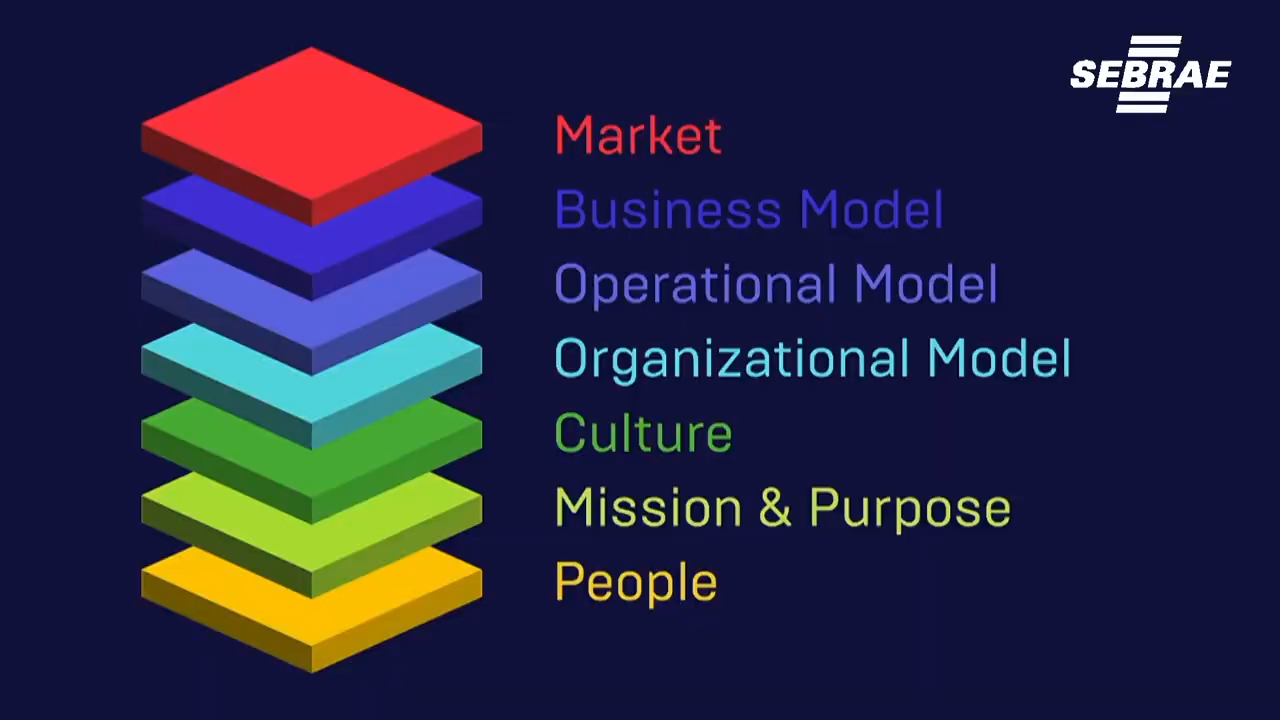 SEBRAE
Market
Business Model
Operational Model
Organizational Model
Culture
Mission & Purpose
People